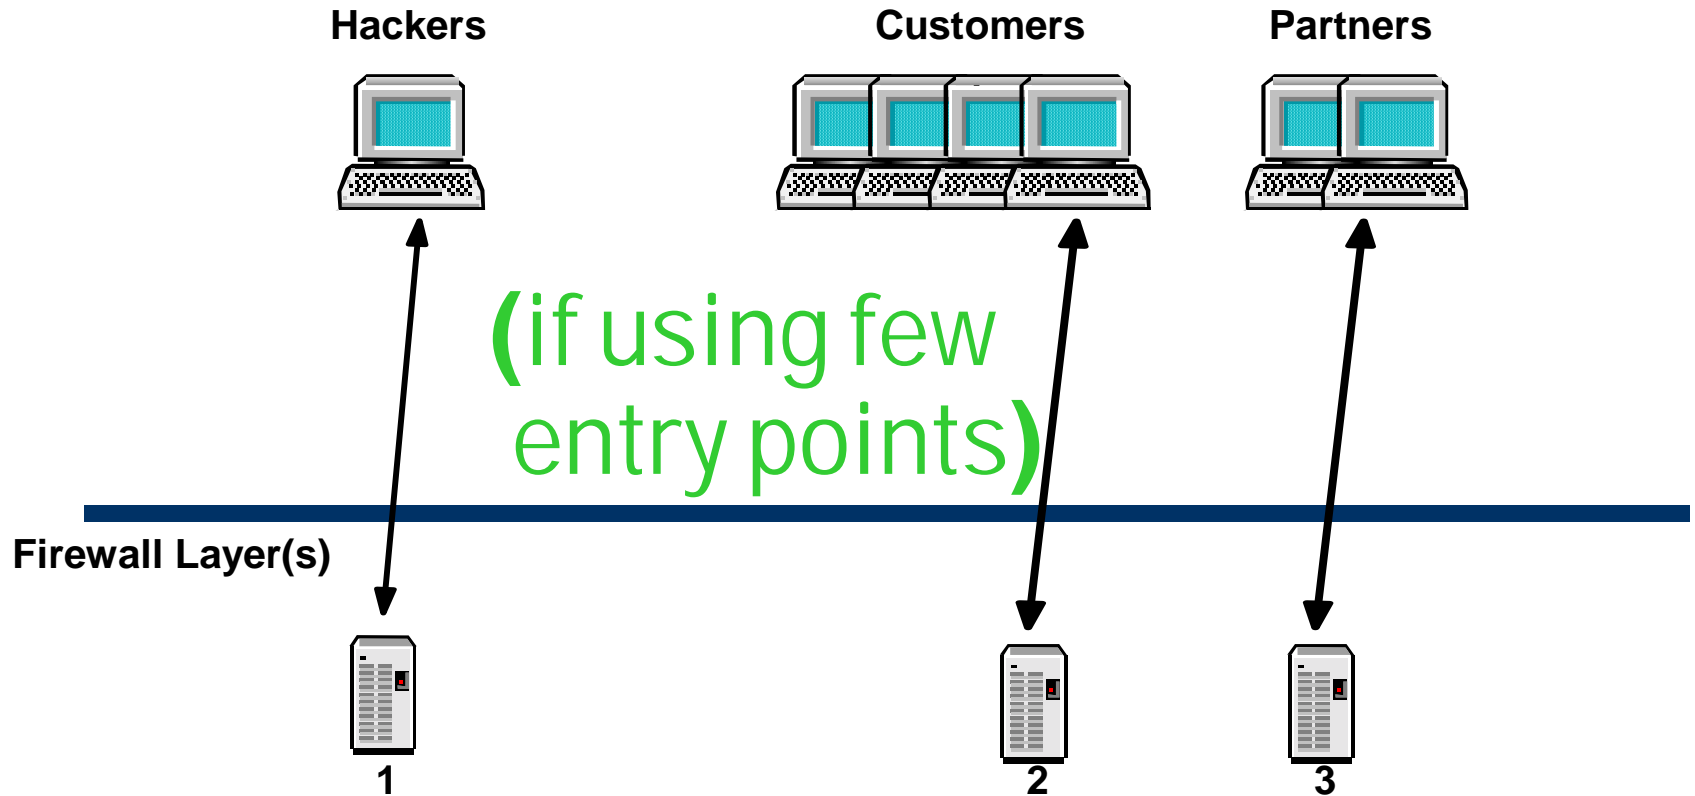 Hackers
Customers
Partners
(if using few
entry points)
Firewall Layer(s)
1
2
3